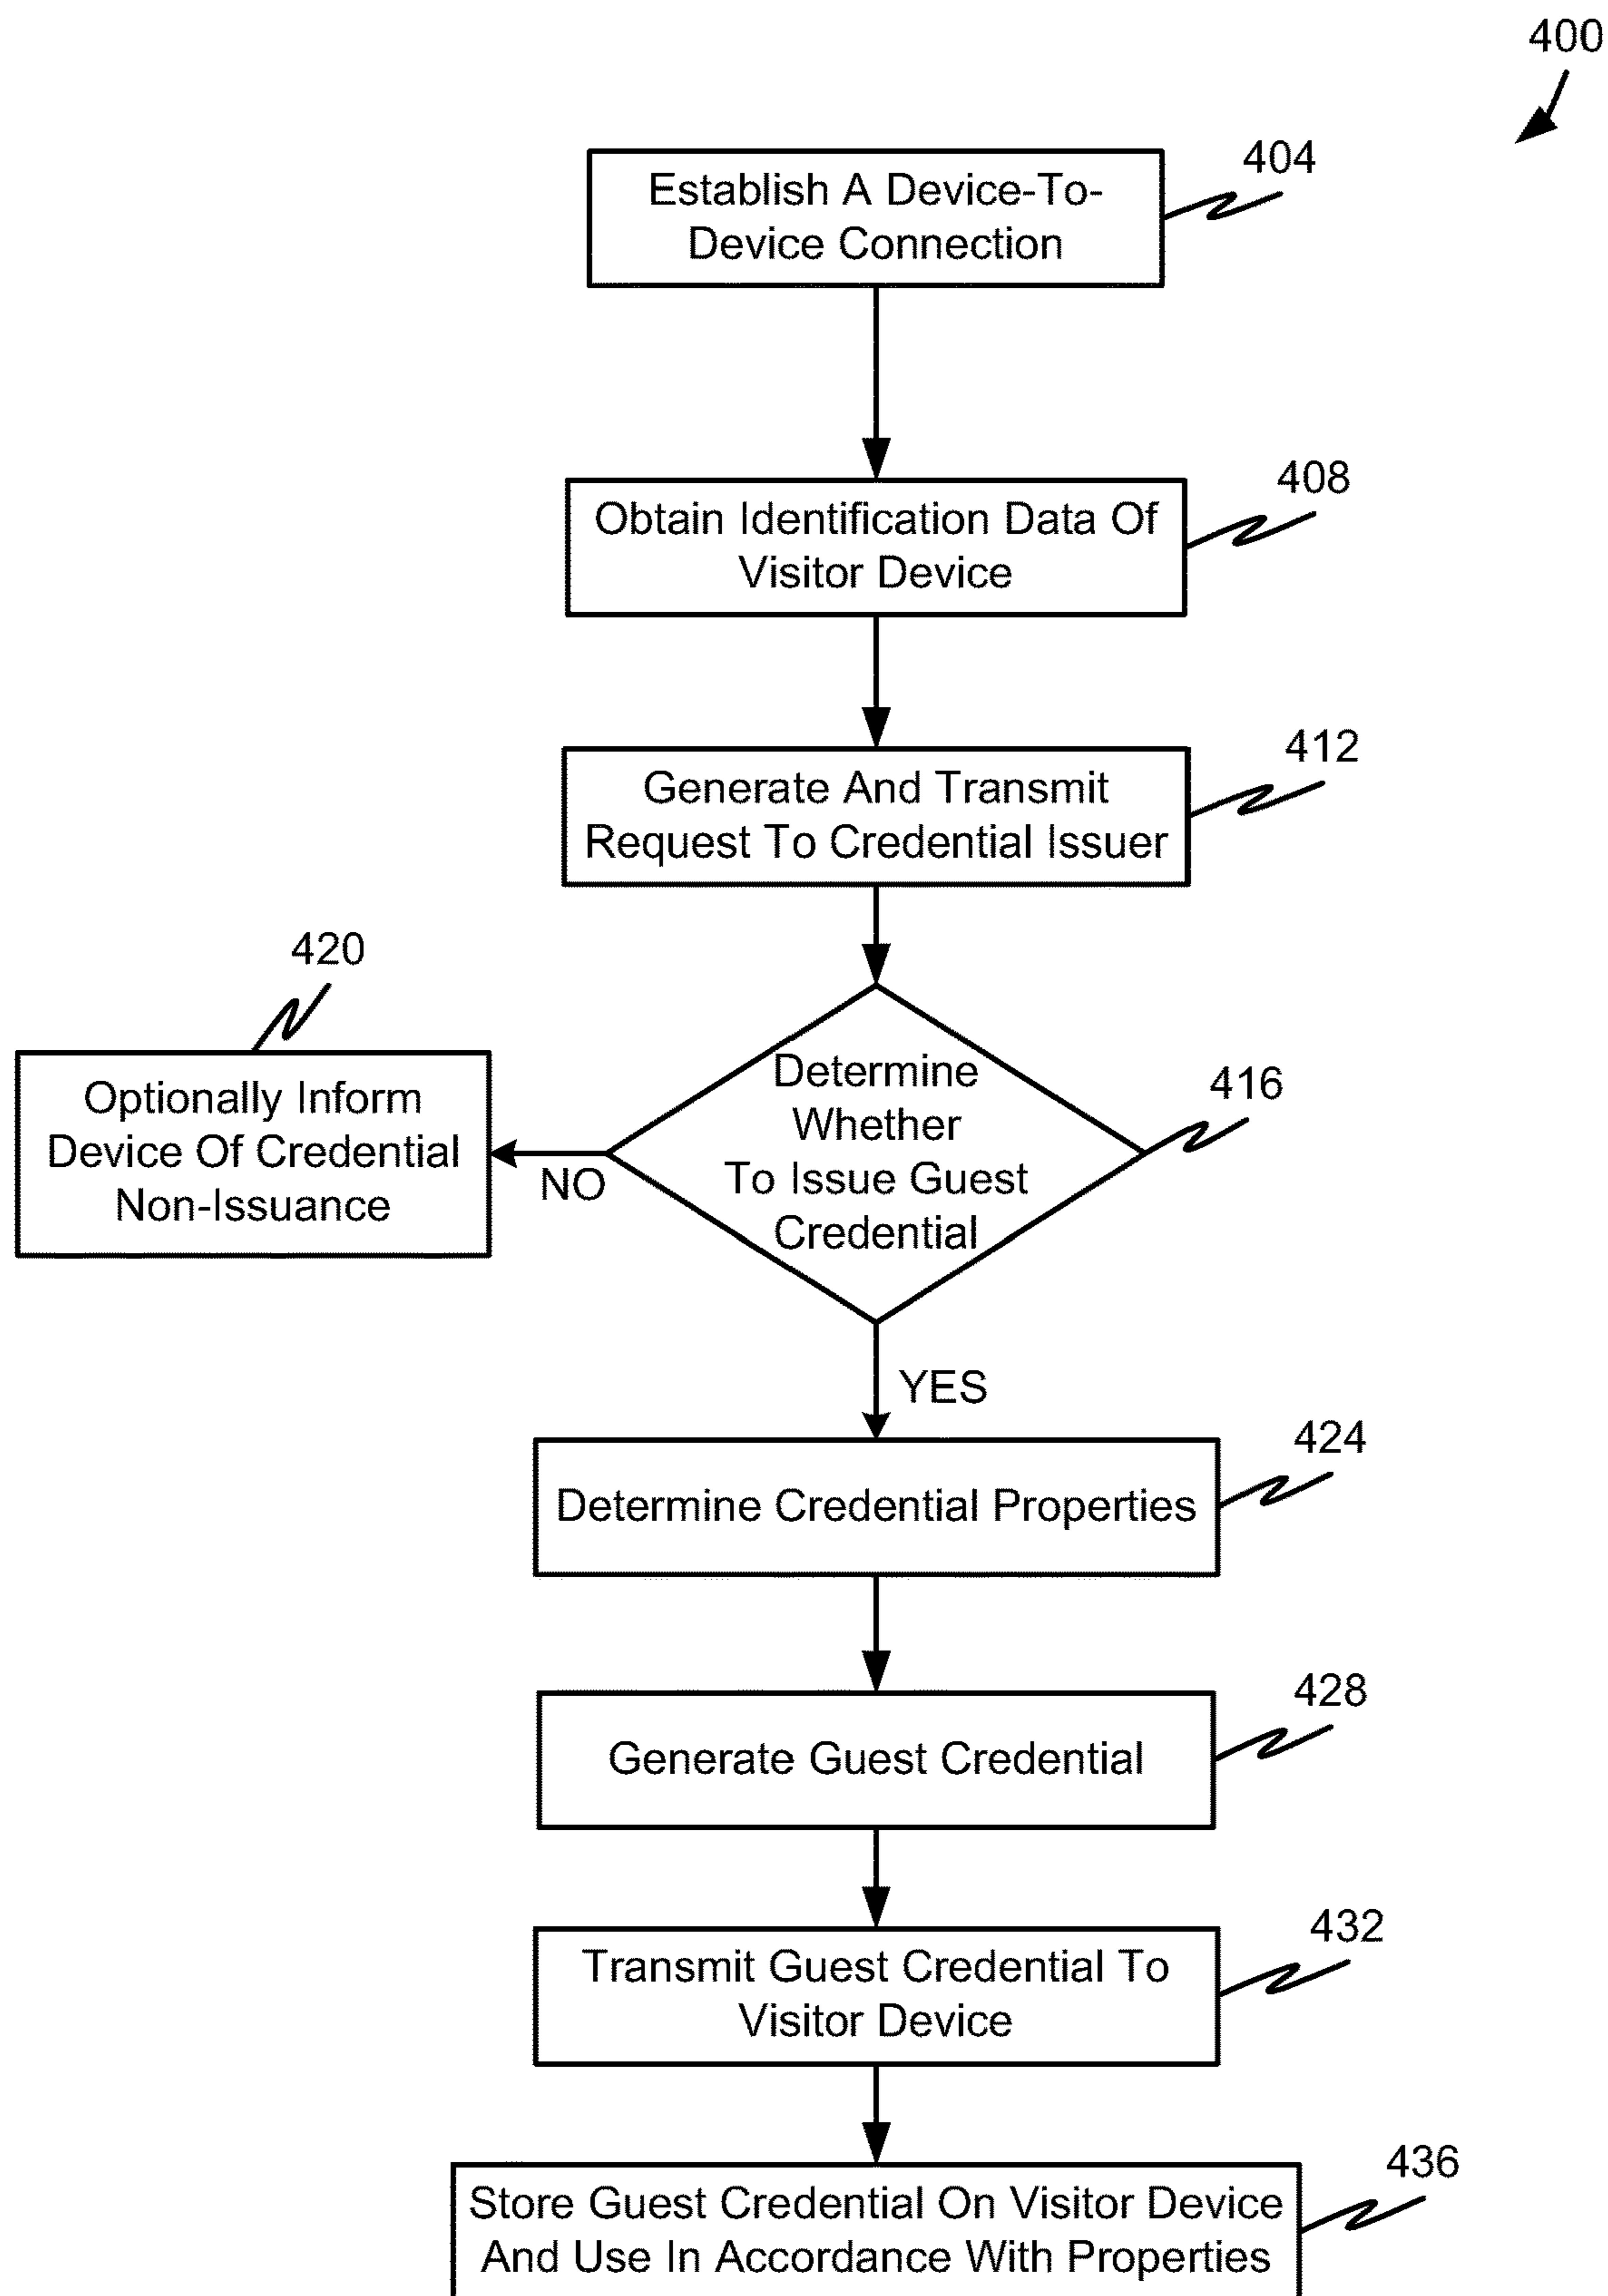 400
404
Establish A Device-To-
Device Connection
408
Obtain Identification Data Of
Visitor Device
412
Generate And Transmit
Request To Credential Issuer
420
Optionally Inform
Device Of Credential
Non-Issuance
NO
416
Determine
Whether
To Issue Guest
Credential
YES
424
Determine Credential Properties
428
Generate Guest Credential
432
Transmit Guest Credential To
Visitor Device
436
Store Guest Credential On Visitor Device
And Use In Accordance With Properties